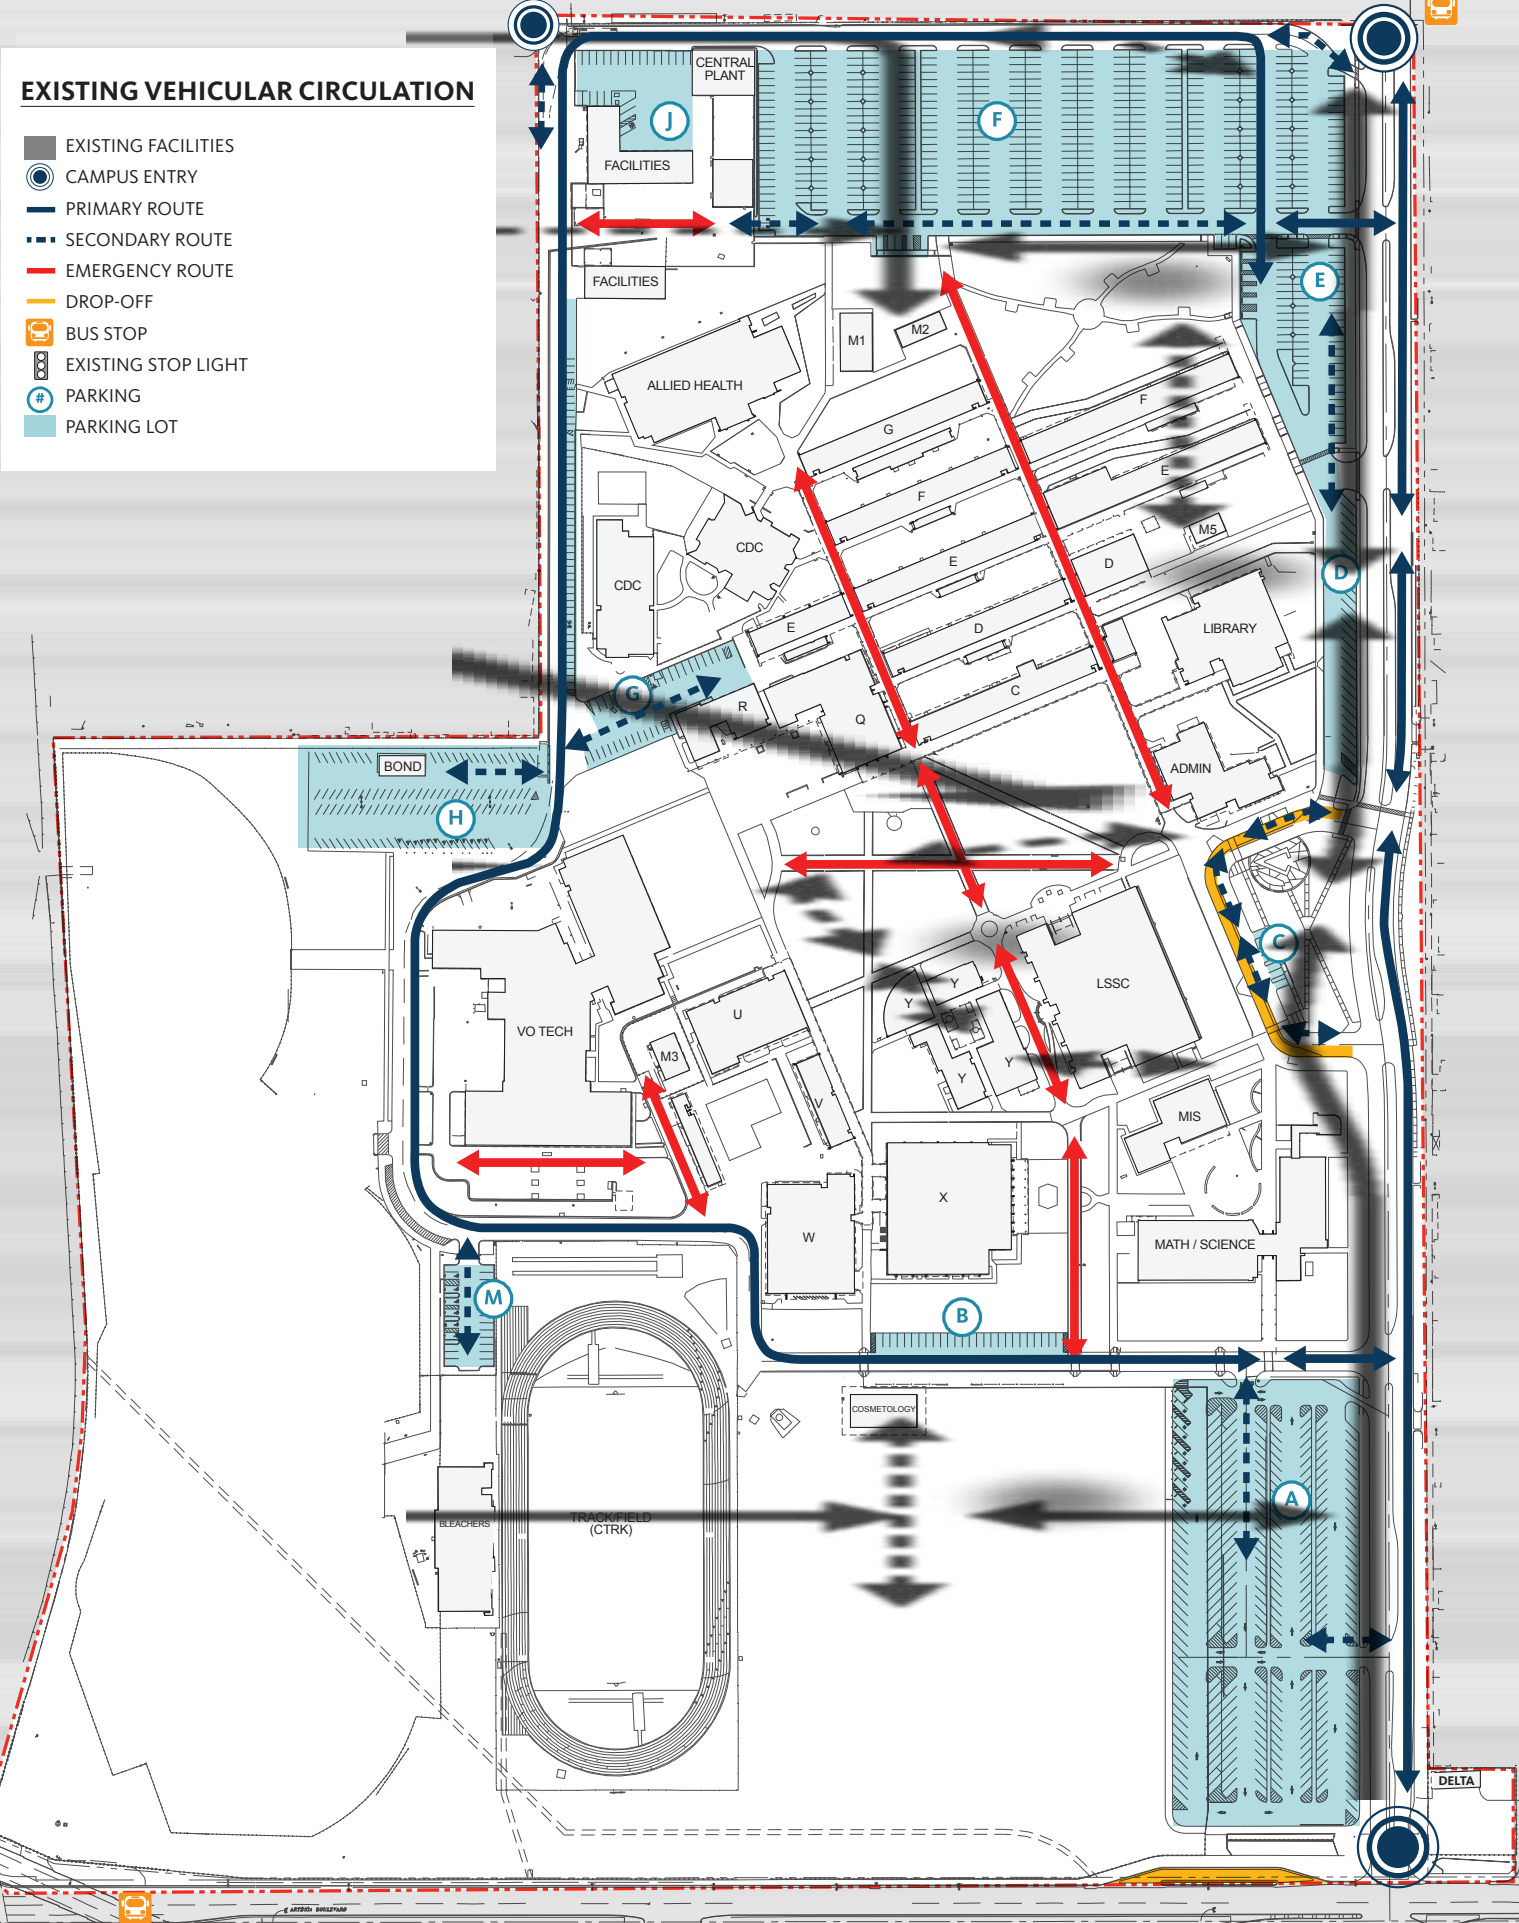 EXISTING VEHICULAR CIRCULATION
EXISTING FACILITIES
CAMPUS ENTRY
PRIMARY ROUTE
SECONDARY ROUTE
EMERGENCY ROUTE
DROP-OFF
BUS STOP
EXISTING STOP LIGHT
#
PARKING
PARKING LOT
CENTRAL
PLANT
J
F
FACILITIES
FACILITIES
E
M1
M2
ALLIED HEALTH
F
G
E
F
M5
CDC
E
D
D
CDC
E
D
LIBRARY
G
C
R
Q
BOND
ADMIN
H
C
Y
LSSC
Y
U
VO TECH
M3
Y
Y
V
MIS
X
W
MATH / SCIENCE
M
B
COSMETOLOGY
A
TRACK/FIELD
(CTRK)
BLEACHERS
DELTA
ARTESIA BOULEVARD